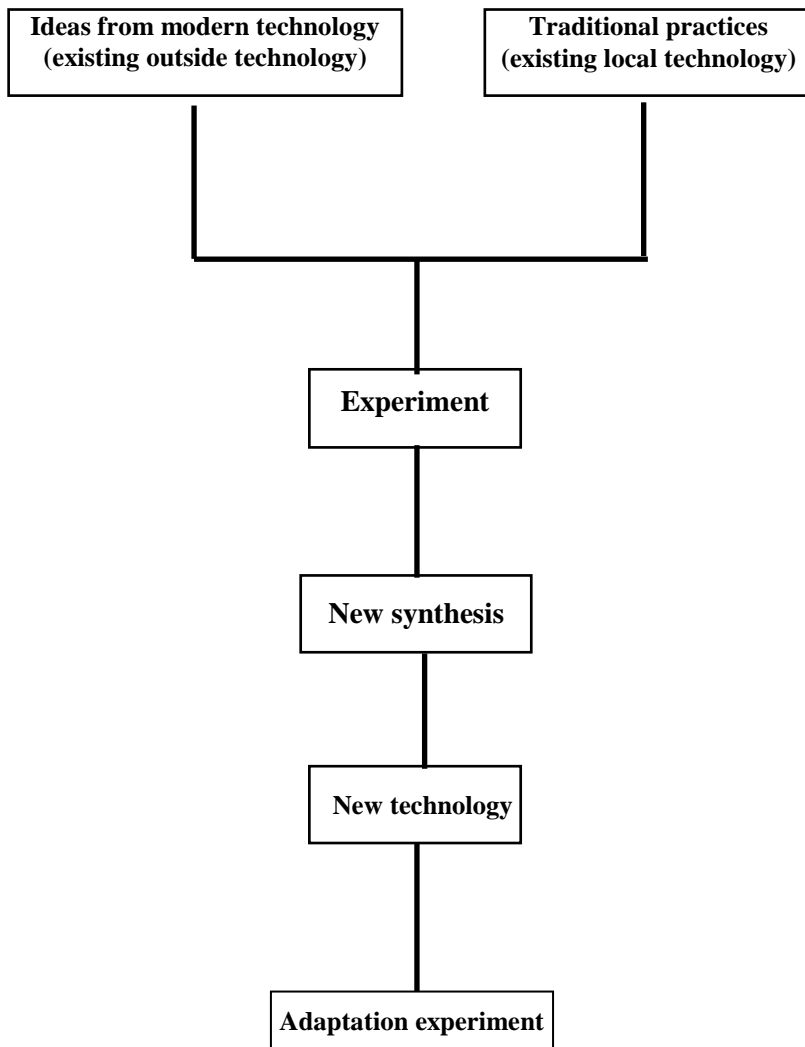 Ideas from modern technology
(existing outside technology)
Traditional practices
(existing local technology)
Experiment
New synthesis
New technology
Adaptation experiment